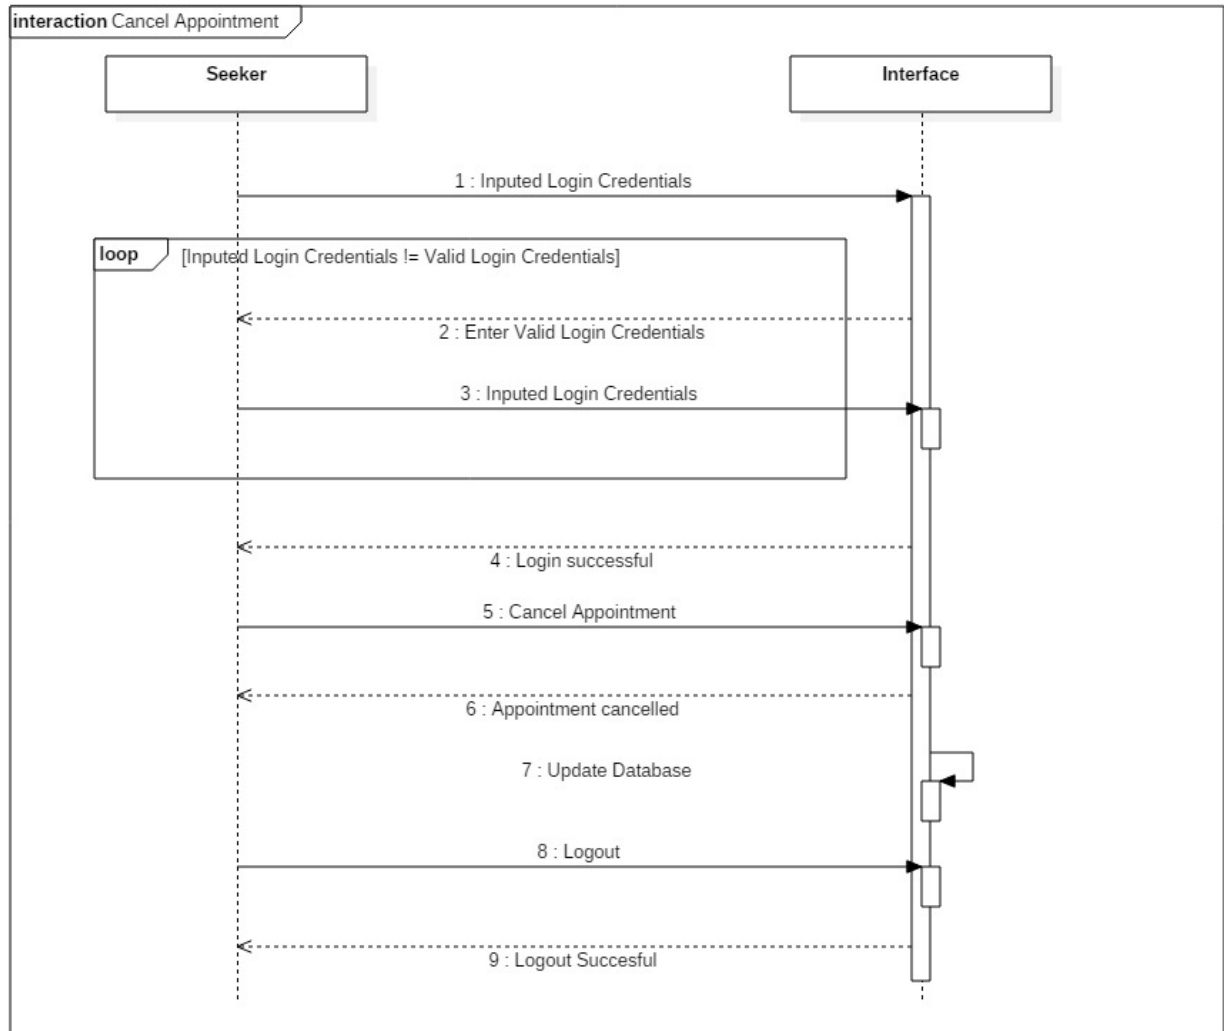 interaction Cancel Appointment
Seeker
Interface
1 : Inputed Login Credentials
loop
[Inputed Login Credentials != Valid Login Credentials]
2 : Enter Valid Login Credentials
3 : Inputed Login Credentials
4 : Login successful
5 : Cancel Appointment
6 : Appointment cancelled
7 : Update Database
8 : Logout
9 : Logout Succesful